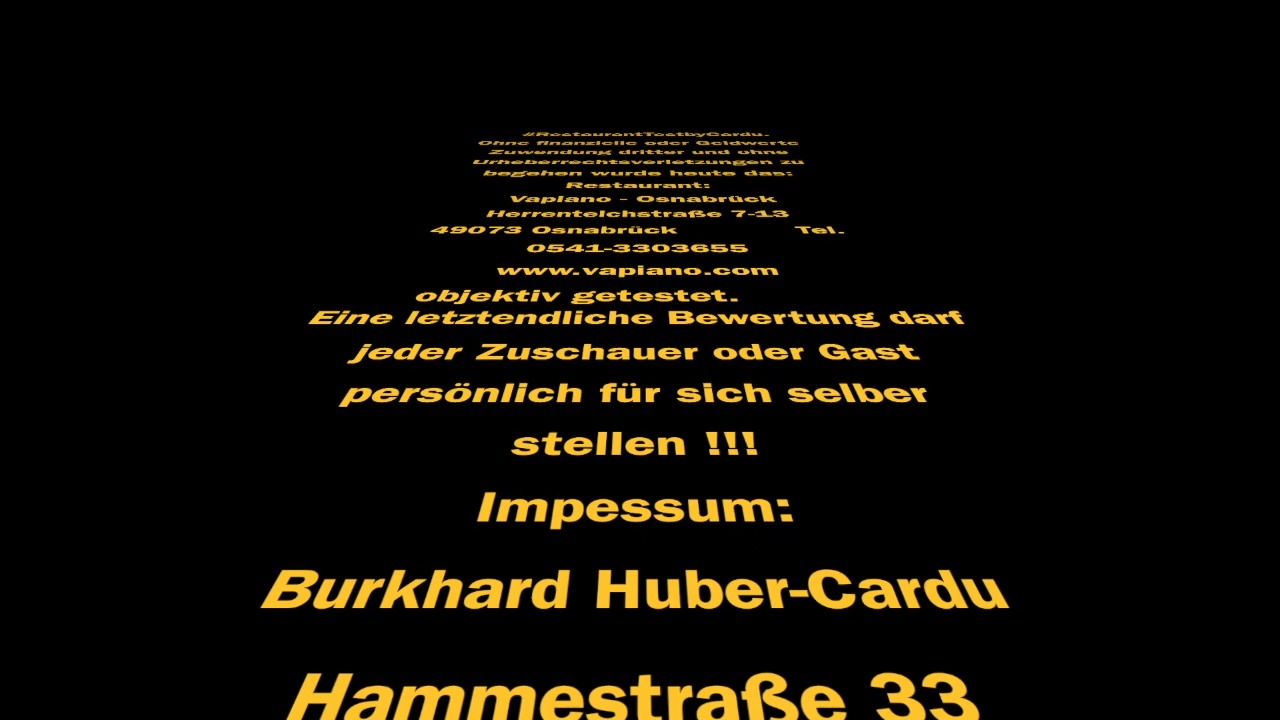 #RestaurantTestbyCardu.
Ohne finanzielle oder Geldwerte
Zuwendung dritter und ohne
Urheberrechtsverletzungen zu
begehen wurde heute das:
Restaurant:
Vapiano - Osnabrück
Herrenteichstraße 7-13
49073 Osnabrück Tel.
0541-3303655
www.vapiano.com
objektiv getestet.
Eine letztendliche Bewertung darf
jeder Zuschauer oder Gast
persönlich für sich selber
stellen !!!
Impessum:
Burkhard Huber-Cardu
Hammestraße 33